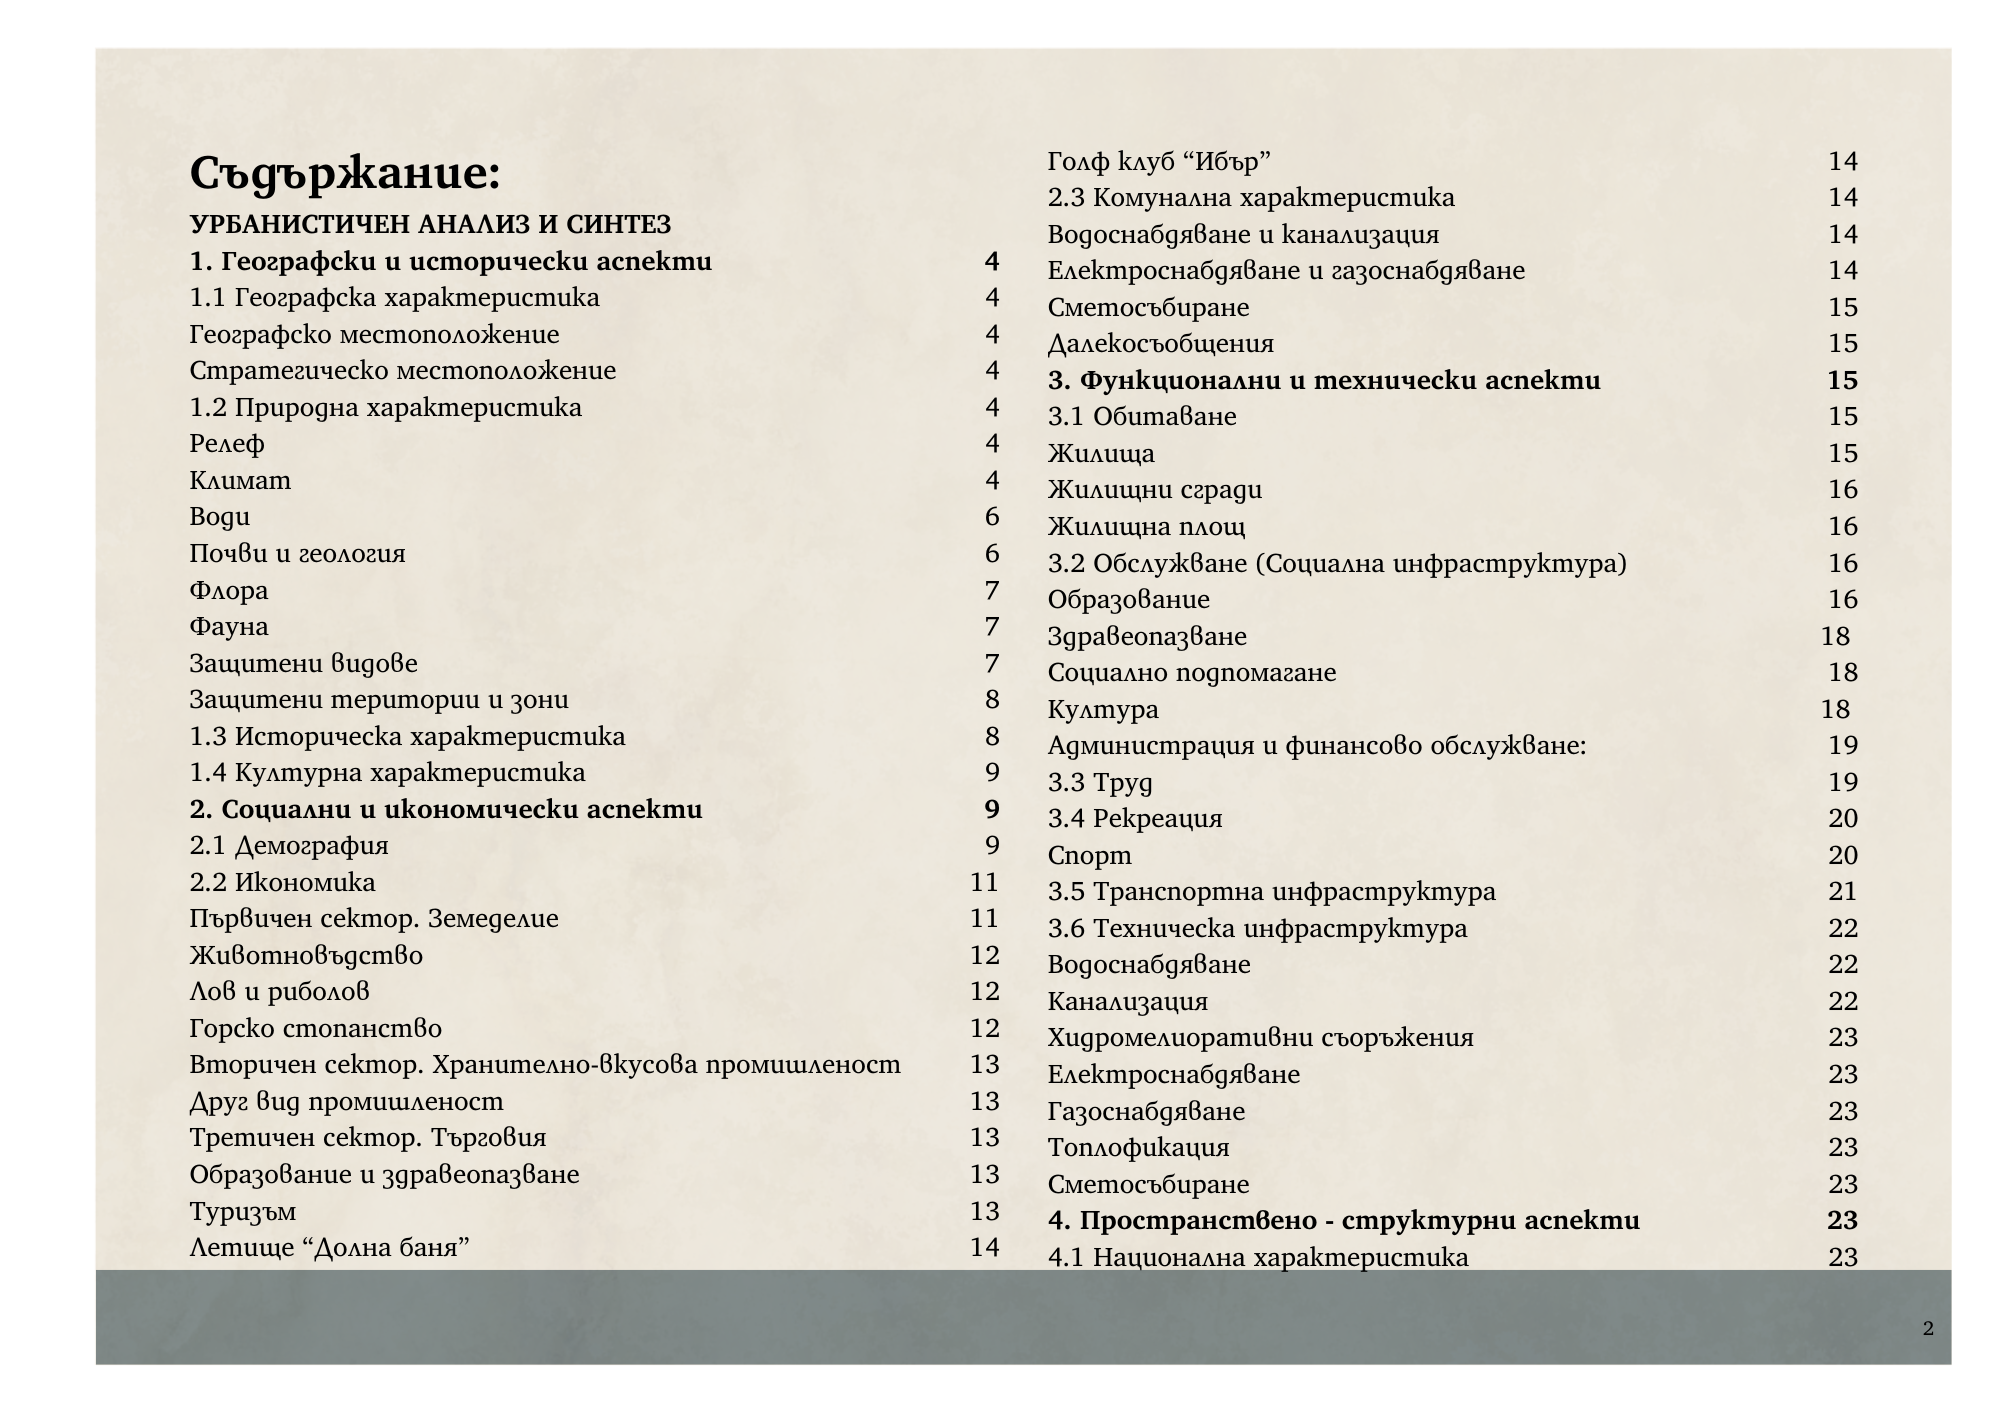 Съдържание:
УРБАНИСТИЧЕН АНАЛИЗ И СИНТЕЗ
1. Географски и исторически аспекти 4
1.1 Географска характеристика 4
Географско местоположение 4
Стратегическо местоположение 4
1.2 Природна характеристика 4
Релеф 4
Климат 4
Води 6
Почви и геология 6
Флора 7
Фауна 7
Защитени видове 7
Защитени територии и зони 8
1.3 Историческа характеристика 8
1.4 Културна характеристика 9
2. Социални и икономически аспекти 9
2.1 Демография 9
2.2 Икономика 11
Първичен сектор. Земеделие 11
Животновъдство 12
Лов и риболов 12
Горско стопанство 12
Вторичен сектор. Хранително-вкусова промишленост 13
Друг вид промишленост 13
Третичен сектор. Търговия 13
Образование и здравеопазване 13
Туризъм 13
Летище “Долна баня” 14
Голф клуб “Ибър” 14
2.3 Комунална характеристика 14
Водоснабдяване и канализация 14
Електроснабдяване и газоснабдяване 14
Сметосъбиране 15
Далекосъобщения 15
3. Функционални и технически аспекти 15
3.1 Обитаване 15
Жилища 15
Жилищни сгради 16
Жилищна площ 16
3.2 Обслужване (Социална инфраструктура) 16
Образование 16
Здравеопазване 18
Социално подпомагане 18
Култура 18
Администрация и финансово обслужване: 19
3.3 Труд 19
3.4 Рекреация 20
Спорт 20
3.5 Транспортна инфраструктура 21
3.6 Техническа инфраструктура 22
Водоснабдяване 22
Канализация 22
Хидромелиоративни съоръжения 23
Електроснабдяване 23
Газоснабдяване 23
Топлофикация 23
Сметосъбиране 23
4. Пространствено - структурни аспекти 23
4.1 Национална характеристика 23
2